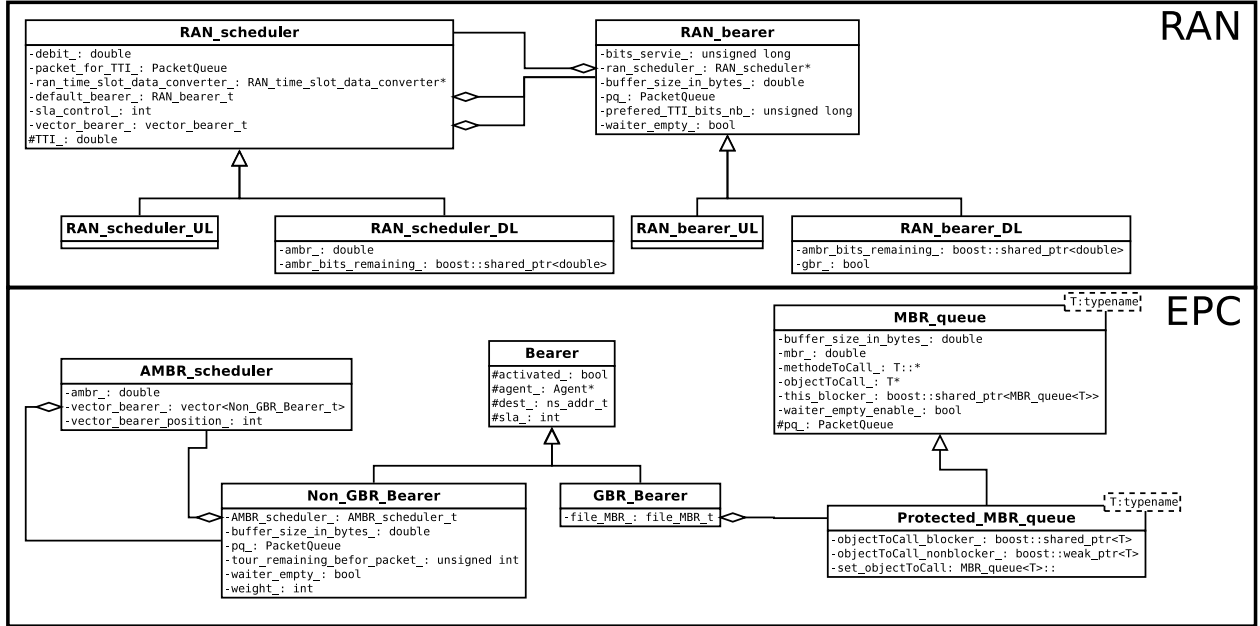 RAN
RAN_scheduler
-debit_: double
-packet_for_TTI_: PacketQueue
-ran_time_slot_data_converter_: RAN_time_slot_data_converter*
-default_bearer_: RAN_bearer_t
-sla_control_: int
-vector_bearer_: vector_bearer_t
#TTI_: double
RAN_bearer
-bits_servie_: unsigned long
-ran_scheduler_: RAN_scheduler*
-buffer_size_in_bytes_: double
-pq_: PacketQueue
-prefered_TTI_bits_nb_: unsigned long
-waiter_empty_: bool
RAN_scheduler_UL
RAN_scheduler_DL
-ambr_: double
-ambr_bits_remaining_: boost::shared_ptr<double>
RAN_bearer_UL
RAN_bearer_DL
-ambr_bits_remaining_: boost::shared_ptr<double>
-gbr_: bool
EPC
AMBR_scheduler
-ambr_: double
-vector_bearer_: vector<Non_GBR_Bearer_t>
-vector_bearer_position_: int
Bearer
#activated_: bool
#agent_: Agent*
#dest_: ns_addr_t
#sla_: int
T:typename
MBR_queue
-buffer_size_in_bytes_: double
-mbr_: double
-methodeToCall_: T::*
-objectToCall_: T*
-this_blocker_: boost::shared_ptr<MBR_queue<T>>
-waiter_empty_enable_: bool
#pq_: PacketQueue
Non_GBR_Bearer
-AMBR_scheduler_: AMBR_scheduler_t
-buffer_size_in_bytes_: double
-pq_: PacketQueue
-tour_remaining_befor_packet_: unsigned int
-waiter_empty_: bool
-weight_: int
GBR_Bearer
-file_MBR_: file_MBR_t
T:typename
Protected_MBR_queue
-objectToCall_blocker_: boost::shared_ptr<T>
-objectToCall_nonblocker_: boost::weak_ptr<T>
-set_objectToCall: MBR_queue<T>::